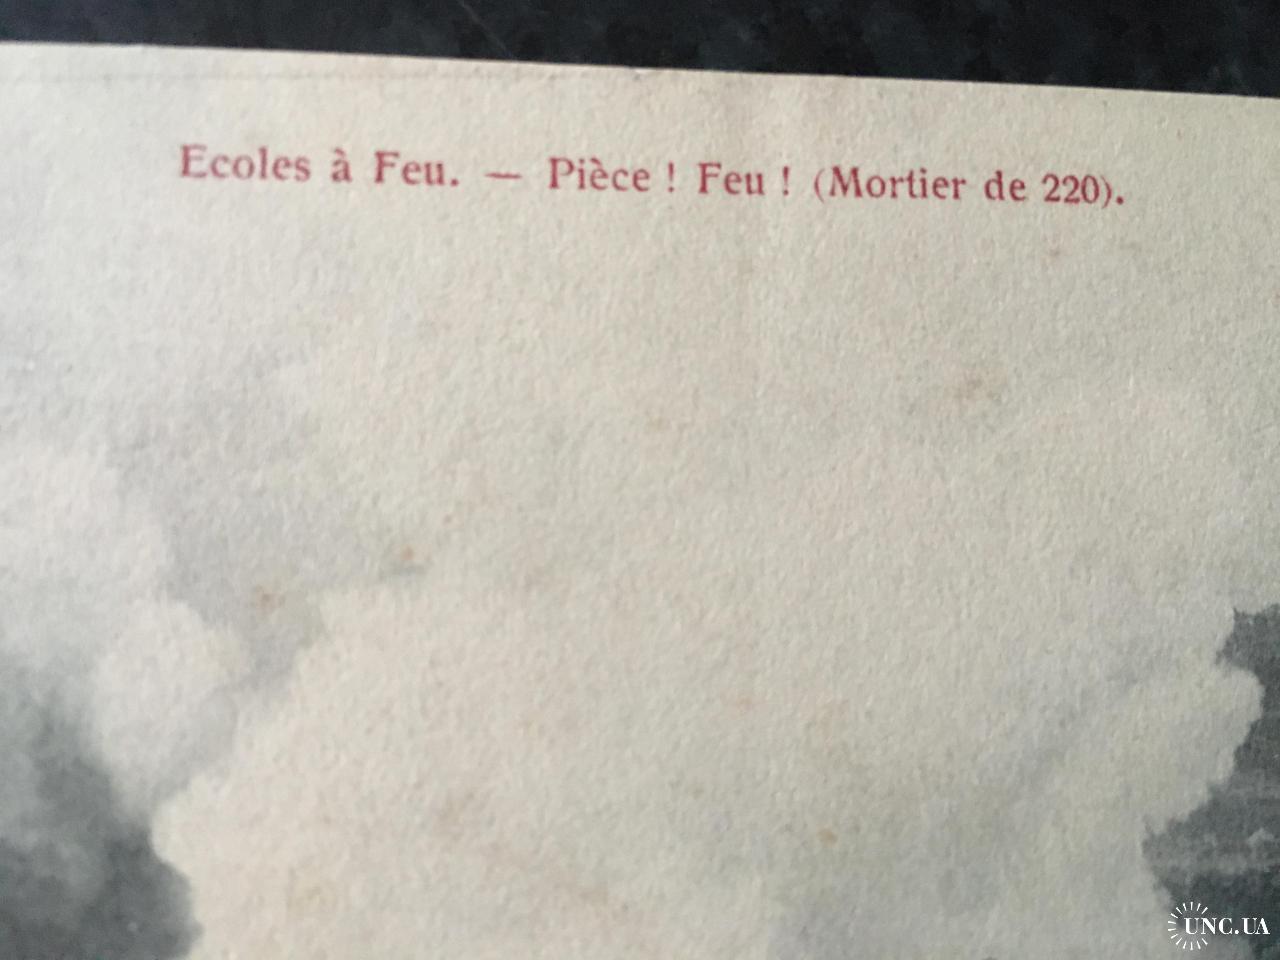 Ecoles à Feu. — Pièce ! Feu ! (Mortier de 220).
UNC.UA